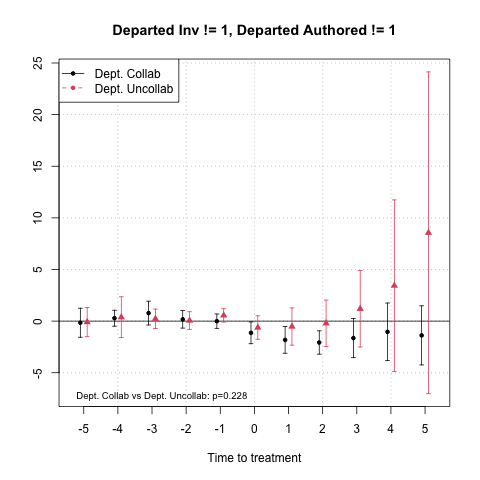 Departed Inv != 1, Departed Authored != 1
Dept. Collab
Dept. Uncollab
25
20
15
10
5
0
-5
Dept. Collab vs Dept. Uncollab: p=0.228
-5 -4 -3 -2 -1 0 1 2 3 4 5
Time to treatment